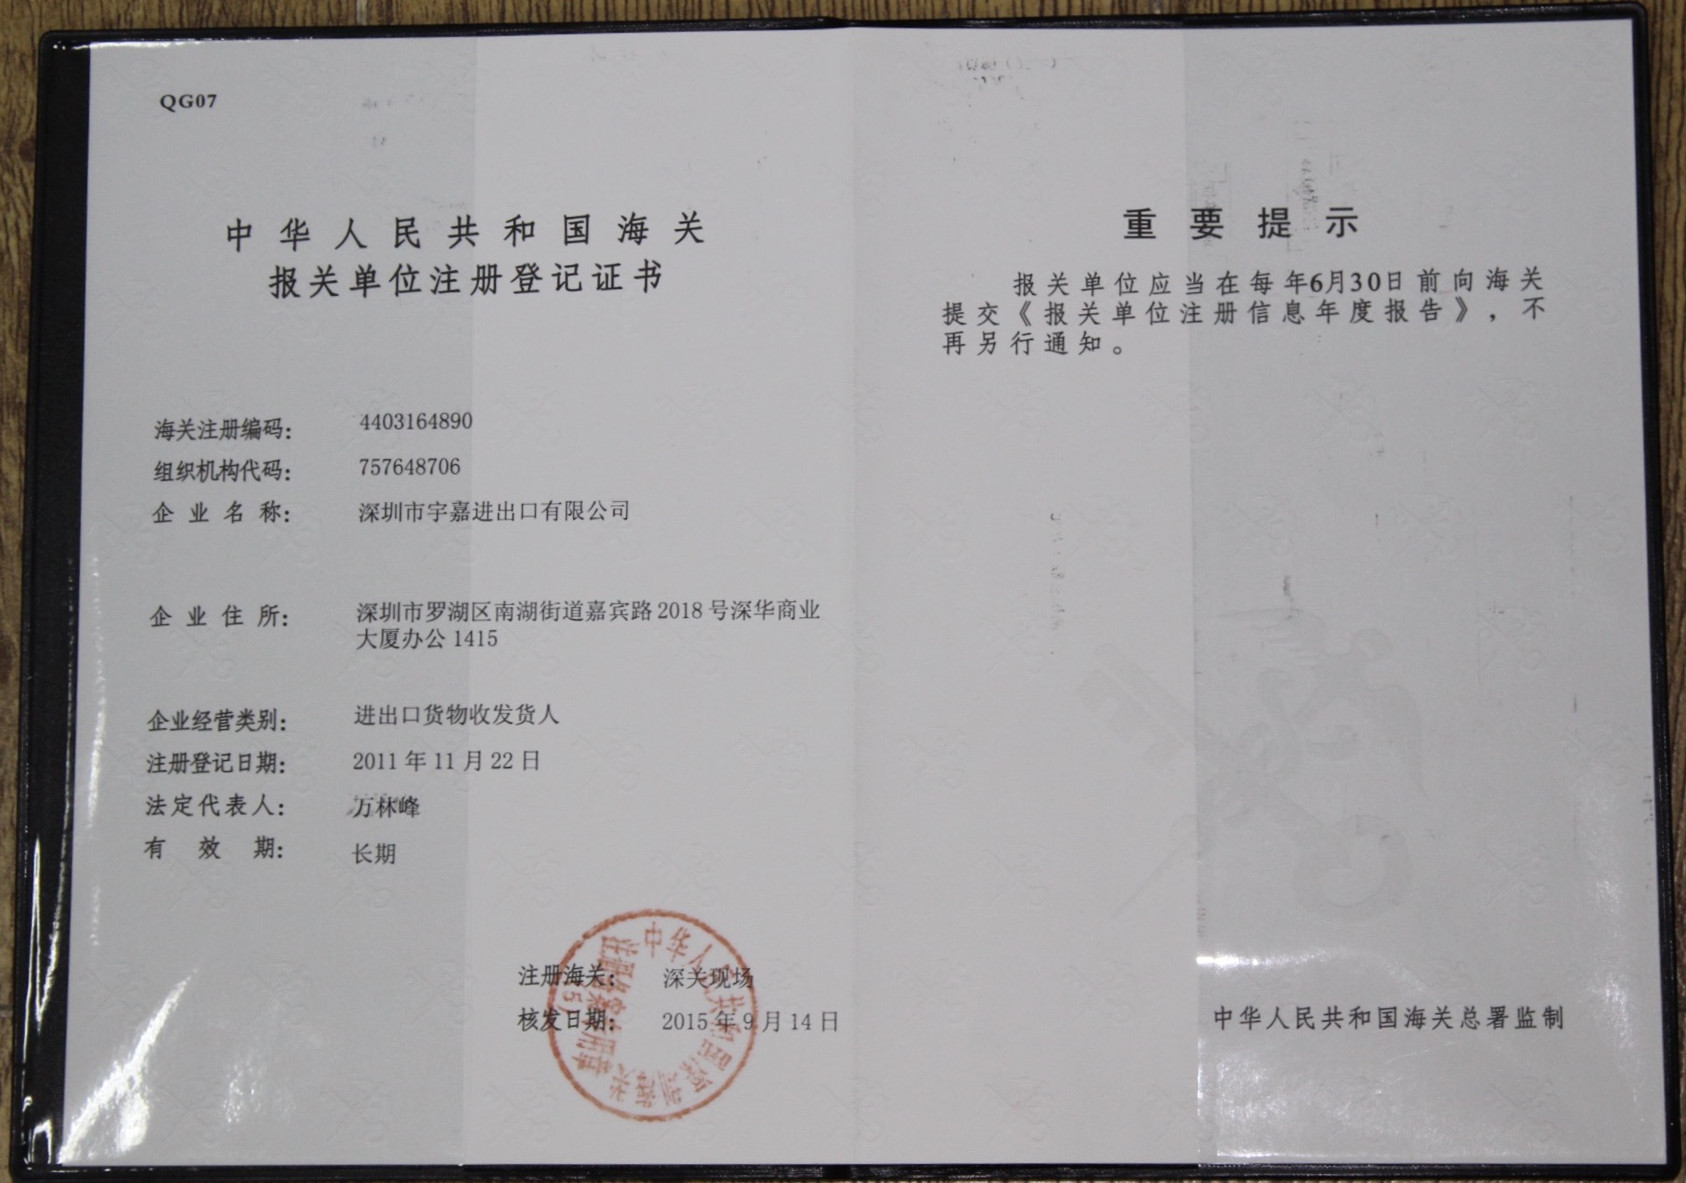 QG07
中华人民共和国海关
报关单位注册登记证书
海关注册编码： 4403164890
组织机构代码： 757648706
企业名称： 深圳市宇嘉进出口有限公司
企业住所： 深圳市罗湖区南湖街道嘉宾路2018号深华商业
大厦办公1415
企业经营类别： 进出口货物收发货人
注册登记日期： 2011年11月22日
法定代表人： 万林峰
有效期： 长期
注册海关： 深关现场
核发日期： 2015年9月14日
中华人民共和国深圳海关
注册备案专用章
重要提示
报关单位应当在每年6月30日前向海关
提交《报关单位注册信息年度报告》，不
再另行通知。
中华人民共和国海关总署监制